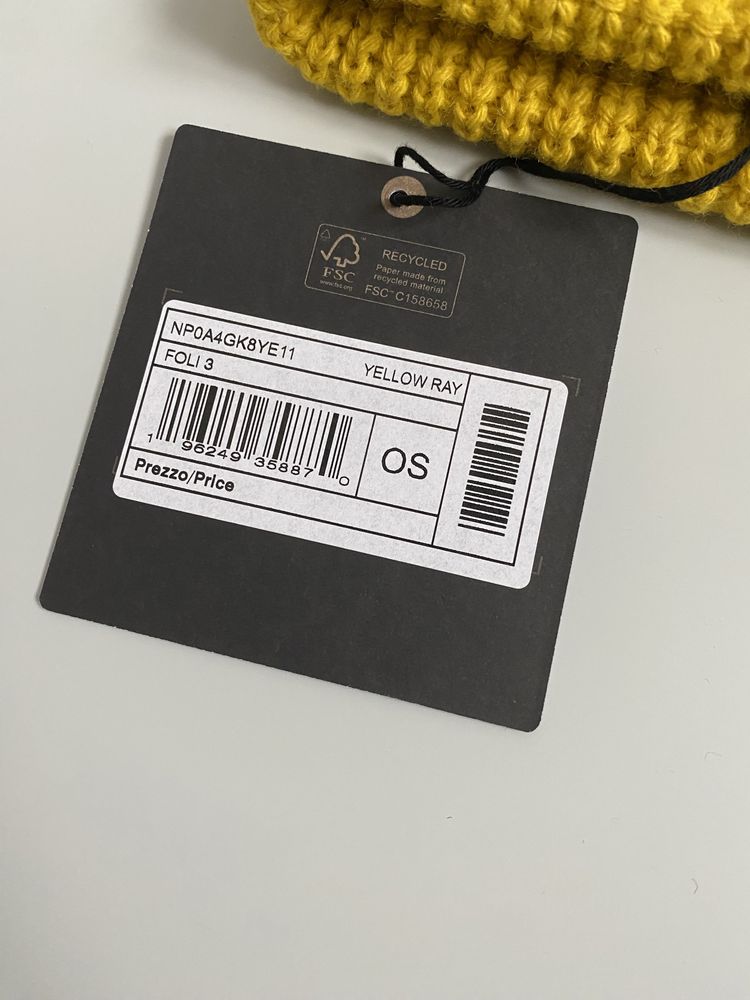 RECYCLED
Paper made from
recycled material
FSC™ C158658
FSC™
www.fsc.org
NP0A4GK8YE11
FOLI 3
YELLOW RAY
1 96249 35887 0
OS
Prezzo/Price